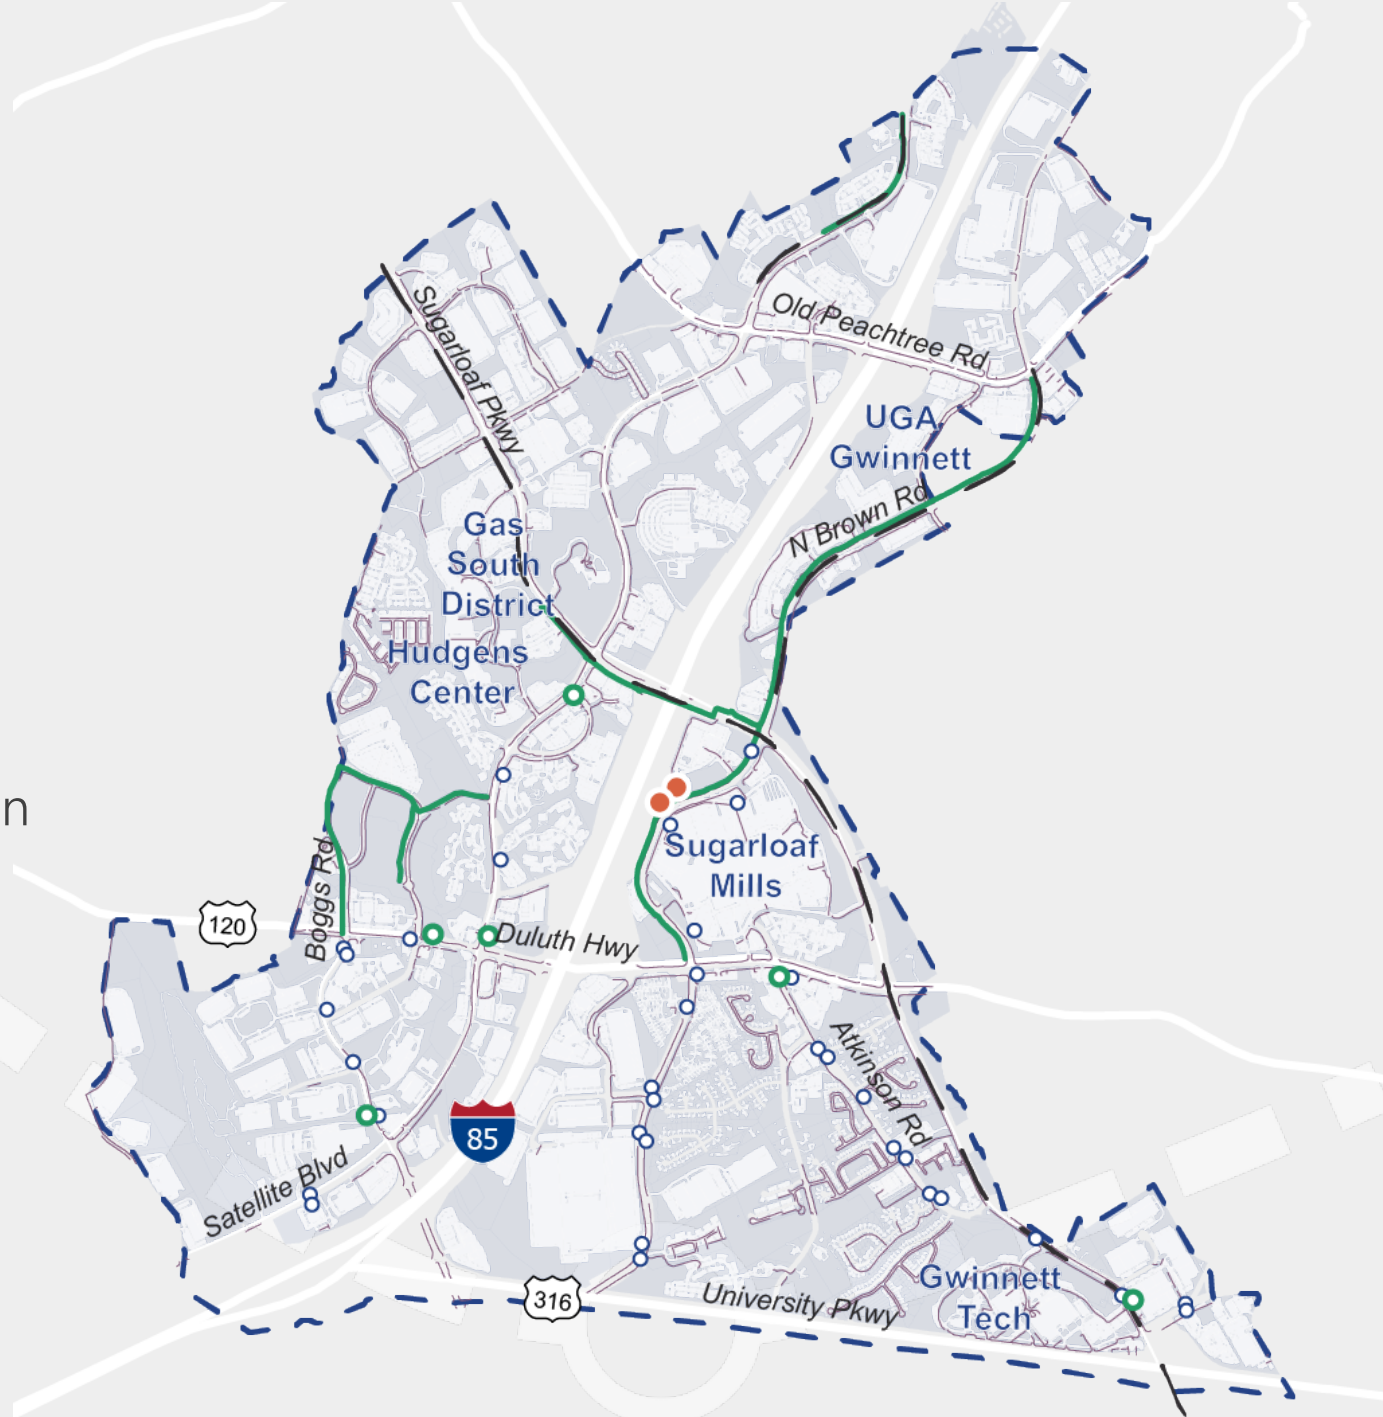 Old Peachtree Rd
Sugarloaf Pkwy
UGA
Gwinnett
N Brown Rd
Gas
South
District
Hudgens
Center
n
Sugarloaf
Mills
Boggs Rd
120
Duluth Hwy
Atkinson Rd
85
Satellite Blvd
Gwinnett
Tech
316
University Pkwy